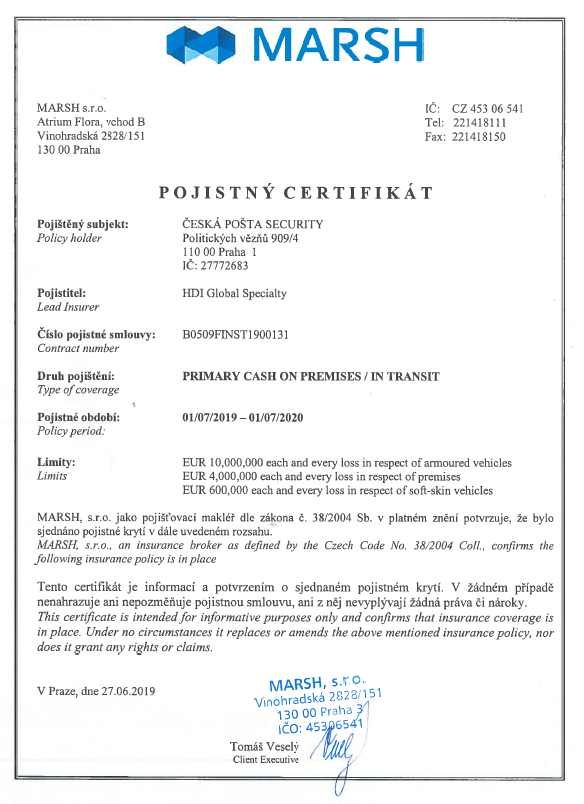 MARSH
MARSH s.r.o.
Atrium Flora, vchod B
Vinohradská 2828/151
130 00 Praha
IČ: CZ 453 06 541
Tel: 221418111
Fax: 221418150
POJISTNÝ CERTIFIKÁT
Pojištěný subjekt: ČESKÁ POŠTA SECURITY
Policy holder Politických vězňů 909/4
110 00 Praha 1
IČ: 27772683
Pojistitel: HDI Global Specialty
Lead Insurer
Číslo pojistné smlouvy: B0509FINST1900131
Contract number
Druh pojištění: PRIMARY CASH ON PREMISES / IN TRANSIT
Type of coverage
Pojistné období: 01/07/2019 – 01/07/2020
Policy period:
Limity: EUR 10,000,000 each and every loss in respect of armoured vehicles
Limits EUR 4,000,000 each and every loss in respect of premises
EUR 600,000 each and every loss in respect of soft-skin vehicles
MARSH, s.r.o. jako pojišťovací makléř dle zákona č. 38/2004 Sb. v platném znění potvrzuje, že bylo
sjednáno pojistné krytí v dále uvedeném rozsahu.
MARSH, s.r.o., an insurance broker as defined by the Czech Code No. 38/2004 Coll., confirms the
following insurance policy is in place
Tento certifikát je informací a potvrzením o sjednaném pojistném krytí. V žádném případě
nenahrazuje ani nepozměňuje pojistnou smlouvu, ani z něj nevyplývají žádná práva či nároky.
This certificate is intended for informative purposes only and confirms that insurance coverage is
in place. Under no circumstances it replaces or amends the above mentioned insurance policy, nor
does it grant any rights or claims.
V Praze, dne 27.06.2019
MARSH, s.r.o.
Vinohradská 2828/151
130 00 Praha 3
IČO: 45306541
Tomáš Veselý
Client Executive